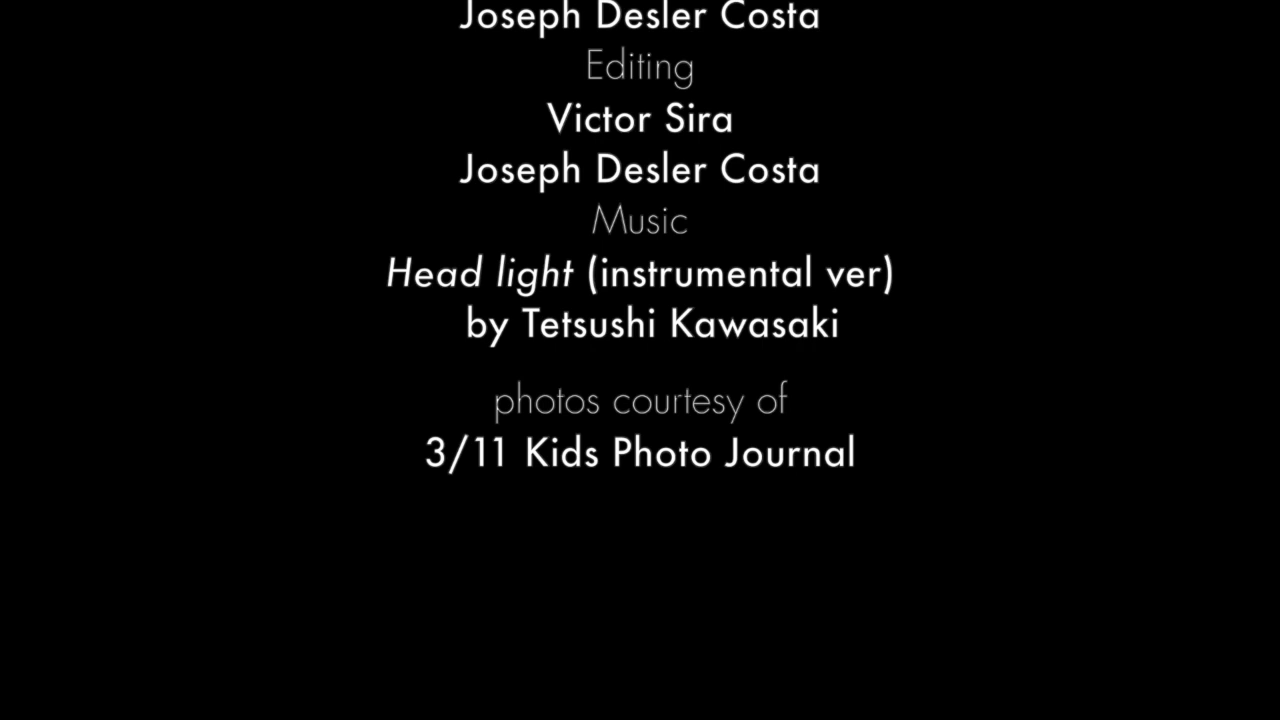 Joseph Desler Costa
Editing
Victor Sira
Joseph Desler Costa
Music
Head light (instrumental ver)
by Tetsushi Kawasaki
photos courtesy of
3/11 Kids Photo Journal